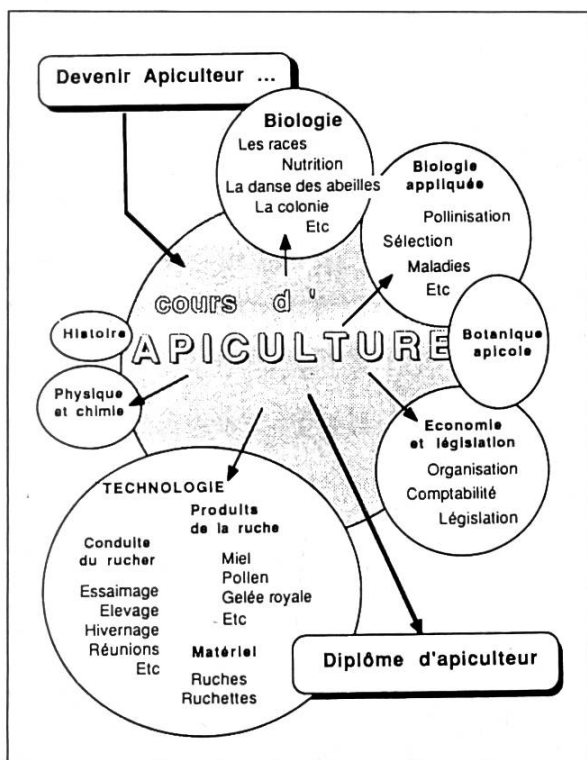 Devenir Apiculteur ...
Biologie
Les races
Nutrition
La danse des abeilles
La colonie
Etc
Biologie
appliquée
Pollinisation
Sélection
Maladies
Etc
cours d'
APICULTURE
Histoire
Botanique
apicole
Physique
et chimie
Economie
et législation
Organisation
Comptabilité
Législation
TECHNOLOGIE
Produits
de la ruche
Miel
Pollen
Gelée royale
Etc
Conduite
du rucher
Essaimage
Elevage
Hivernage
Réunions
Etc
Matériel
Ruches
Ruchettes
Diplôme d'apiculteur